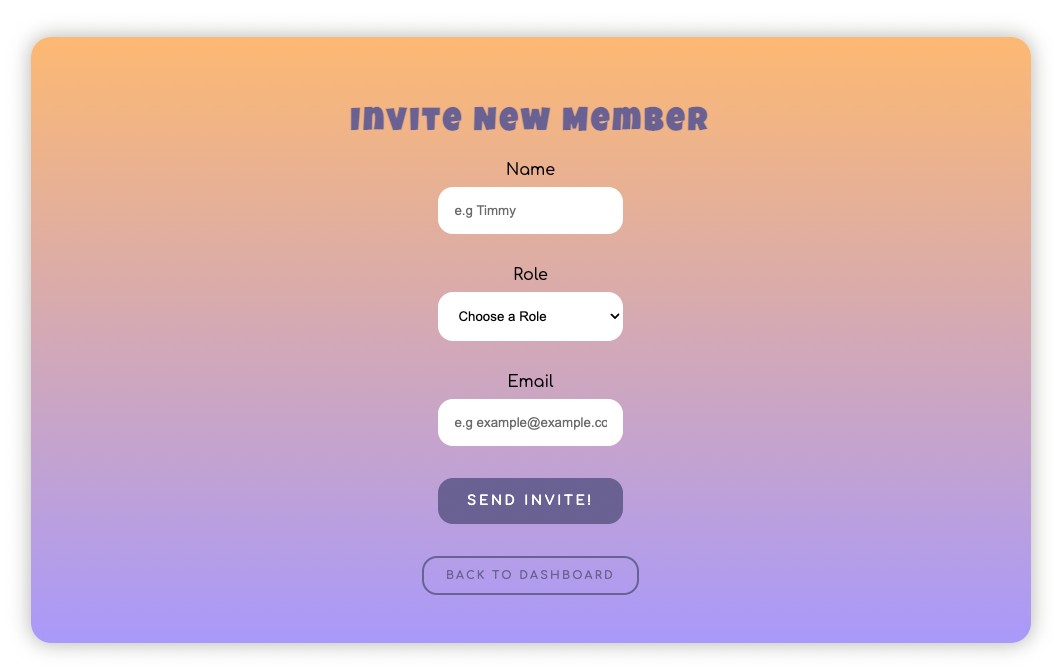 Invite New Member
Name
e.g Timmy
Role
Choose a Role
Email
e.g example@example.co
SEND INVITE!
BACK TO DASHBOARD